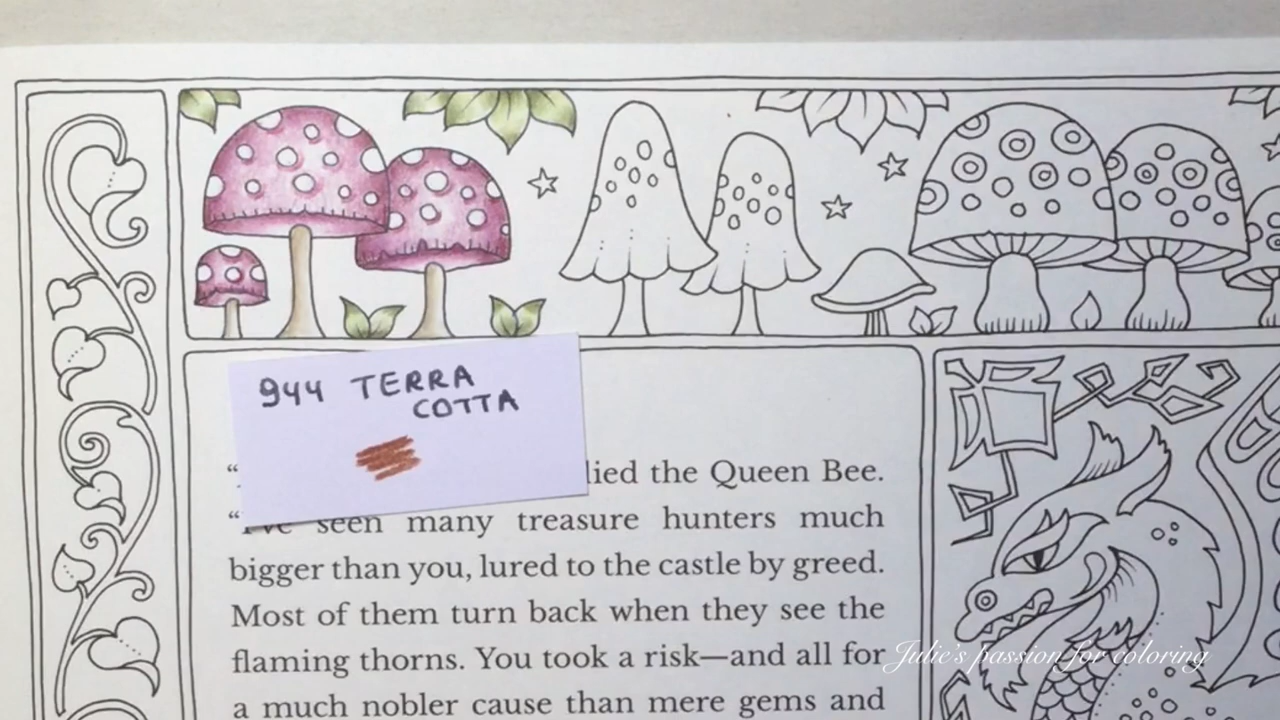 944 TERRA
COTTA
“
lied the Queen Bee.
“I've seen many treasure hunters much
bigger than you, lured to the castle by greed.
Most of them turn back when they see the
flaming thorns. You took a risk—and all for
a much nobler cause than mere gems and
Julie's passion for coloring